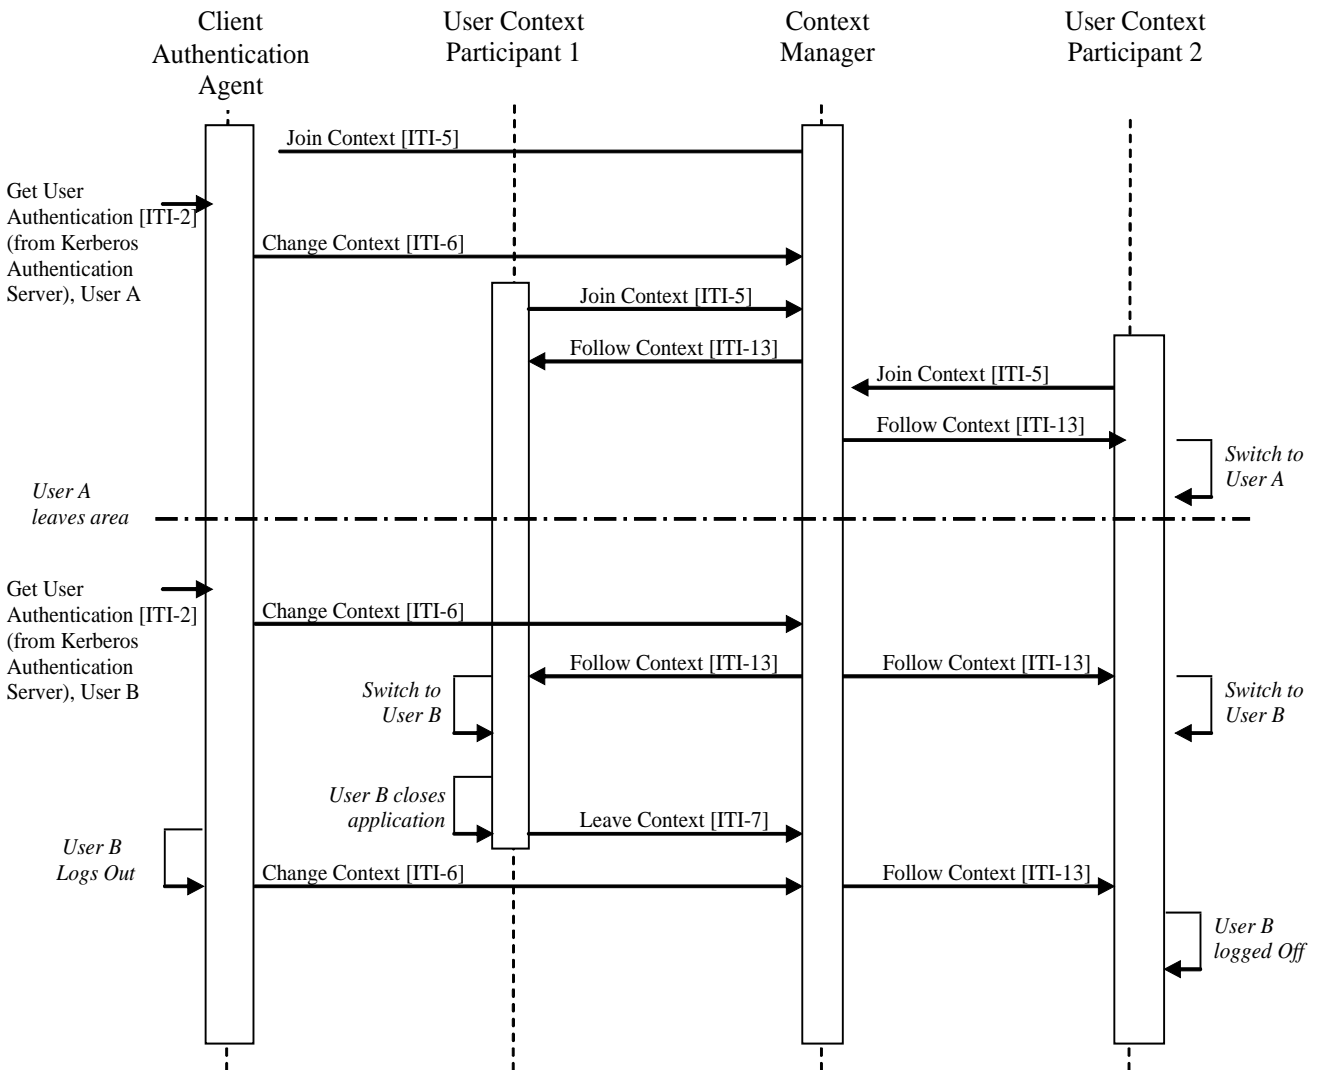 Client
Authentication
Agent
User Context
Participant 1
Context
Manager
User Context
Participant 2
Join Context [ITI-5]
Get User
Authentication [ITI-2]
(from Kerberos
Authentication
Server), User A
Change Context [ITI-6]
Join Context [ITI-5]
Follow Context [ITI-13]
Join Context [ITI-5]
Follow Context [ITI-13]
Switch to
User A
User A
leaves area
Get User
Authentication [ITI-2]
(from Kerberos
Authentication
Server), User B
Change Context [ITI-6]
Follow Context [ITI-13]
Follow Context [ITI-13]
Switch to
User B
Switch to
User B
User B closes
application
Leave Context [ITI-7]
User B
Logs Out
Change Context [ITI-6]
Follow Context [ITI-13]
User B
logged Off